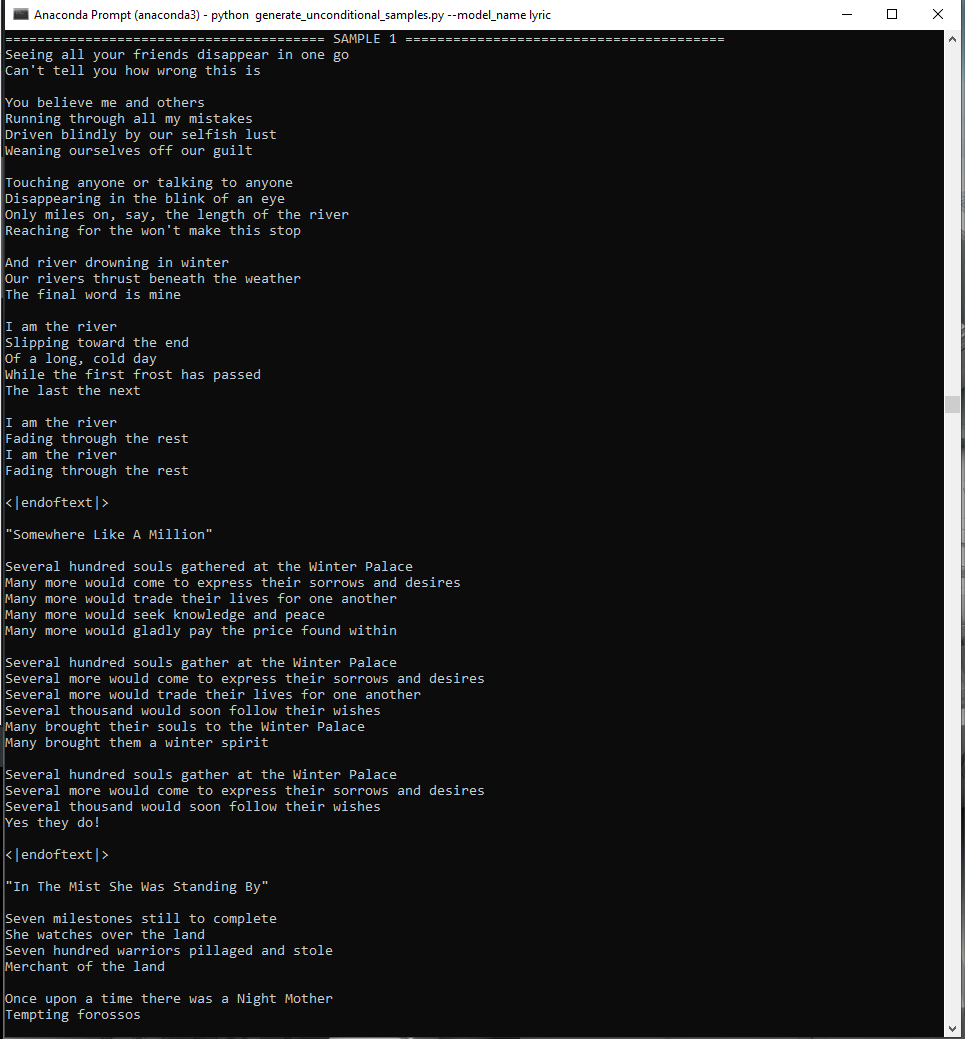 Anaconda Prompt (anaconda3) - python  generate_unconditional_samples.py --model_name lyric
======================================== SAMPLE 1 ========================================
Seeing all your friends disappear in one go
Can't tell you how wrong this is
You believe me and others
Running through all my mistakes
Driven blindly by our selfish lust
Weaning ourselves off our guilt
Touching anyone or talking to anyone
Disappearing in the blink of an eye
Only miles on, say, the length of the river
Reaching for the won't make this stop
And river drowning in winter
Our rivers thrust beneath the weather
The final word is mine
I am the river
Slipping toward the end
Of a long, cold day
While the first frost has passed
The last the next
I am the river
Fading through the rest
I am the river
Fading through the rest
<|endoftext|>
"Somewhere Like A Million"
Several hundred souls gathered at the Winter Palace
Many more would come to express their sorrows and desires
Many more would trade their lives for one another
Many more would seek knowledge and peace
Many more would gladly pay the price found within
Several hundred souls gather at the Winter Palace
Several more would come to express their sorrows and desires
Several more would trade their lives for one another
Several thousand would soon follow their wishes
Many brought their souls to the Winter Palace
Many brought them a winter spirit
Several hundred souls gather at the Winter Palace
Several more would come to express their sorrows and desires
Several thousand would soon follow their wishes
Yes they do!
<|endoftext|>
"In The Mist She Was Standing By"
Seven milestones still to complete
She watches over the land
Seven hundred warriors pillaged and stole
Merchant of the land
Once upon a time there was a Night Mother
Tempting forossos